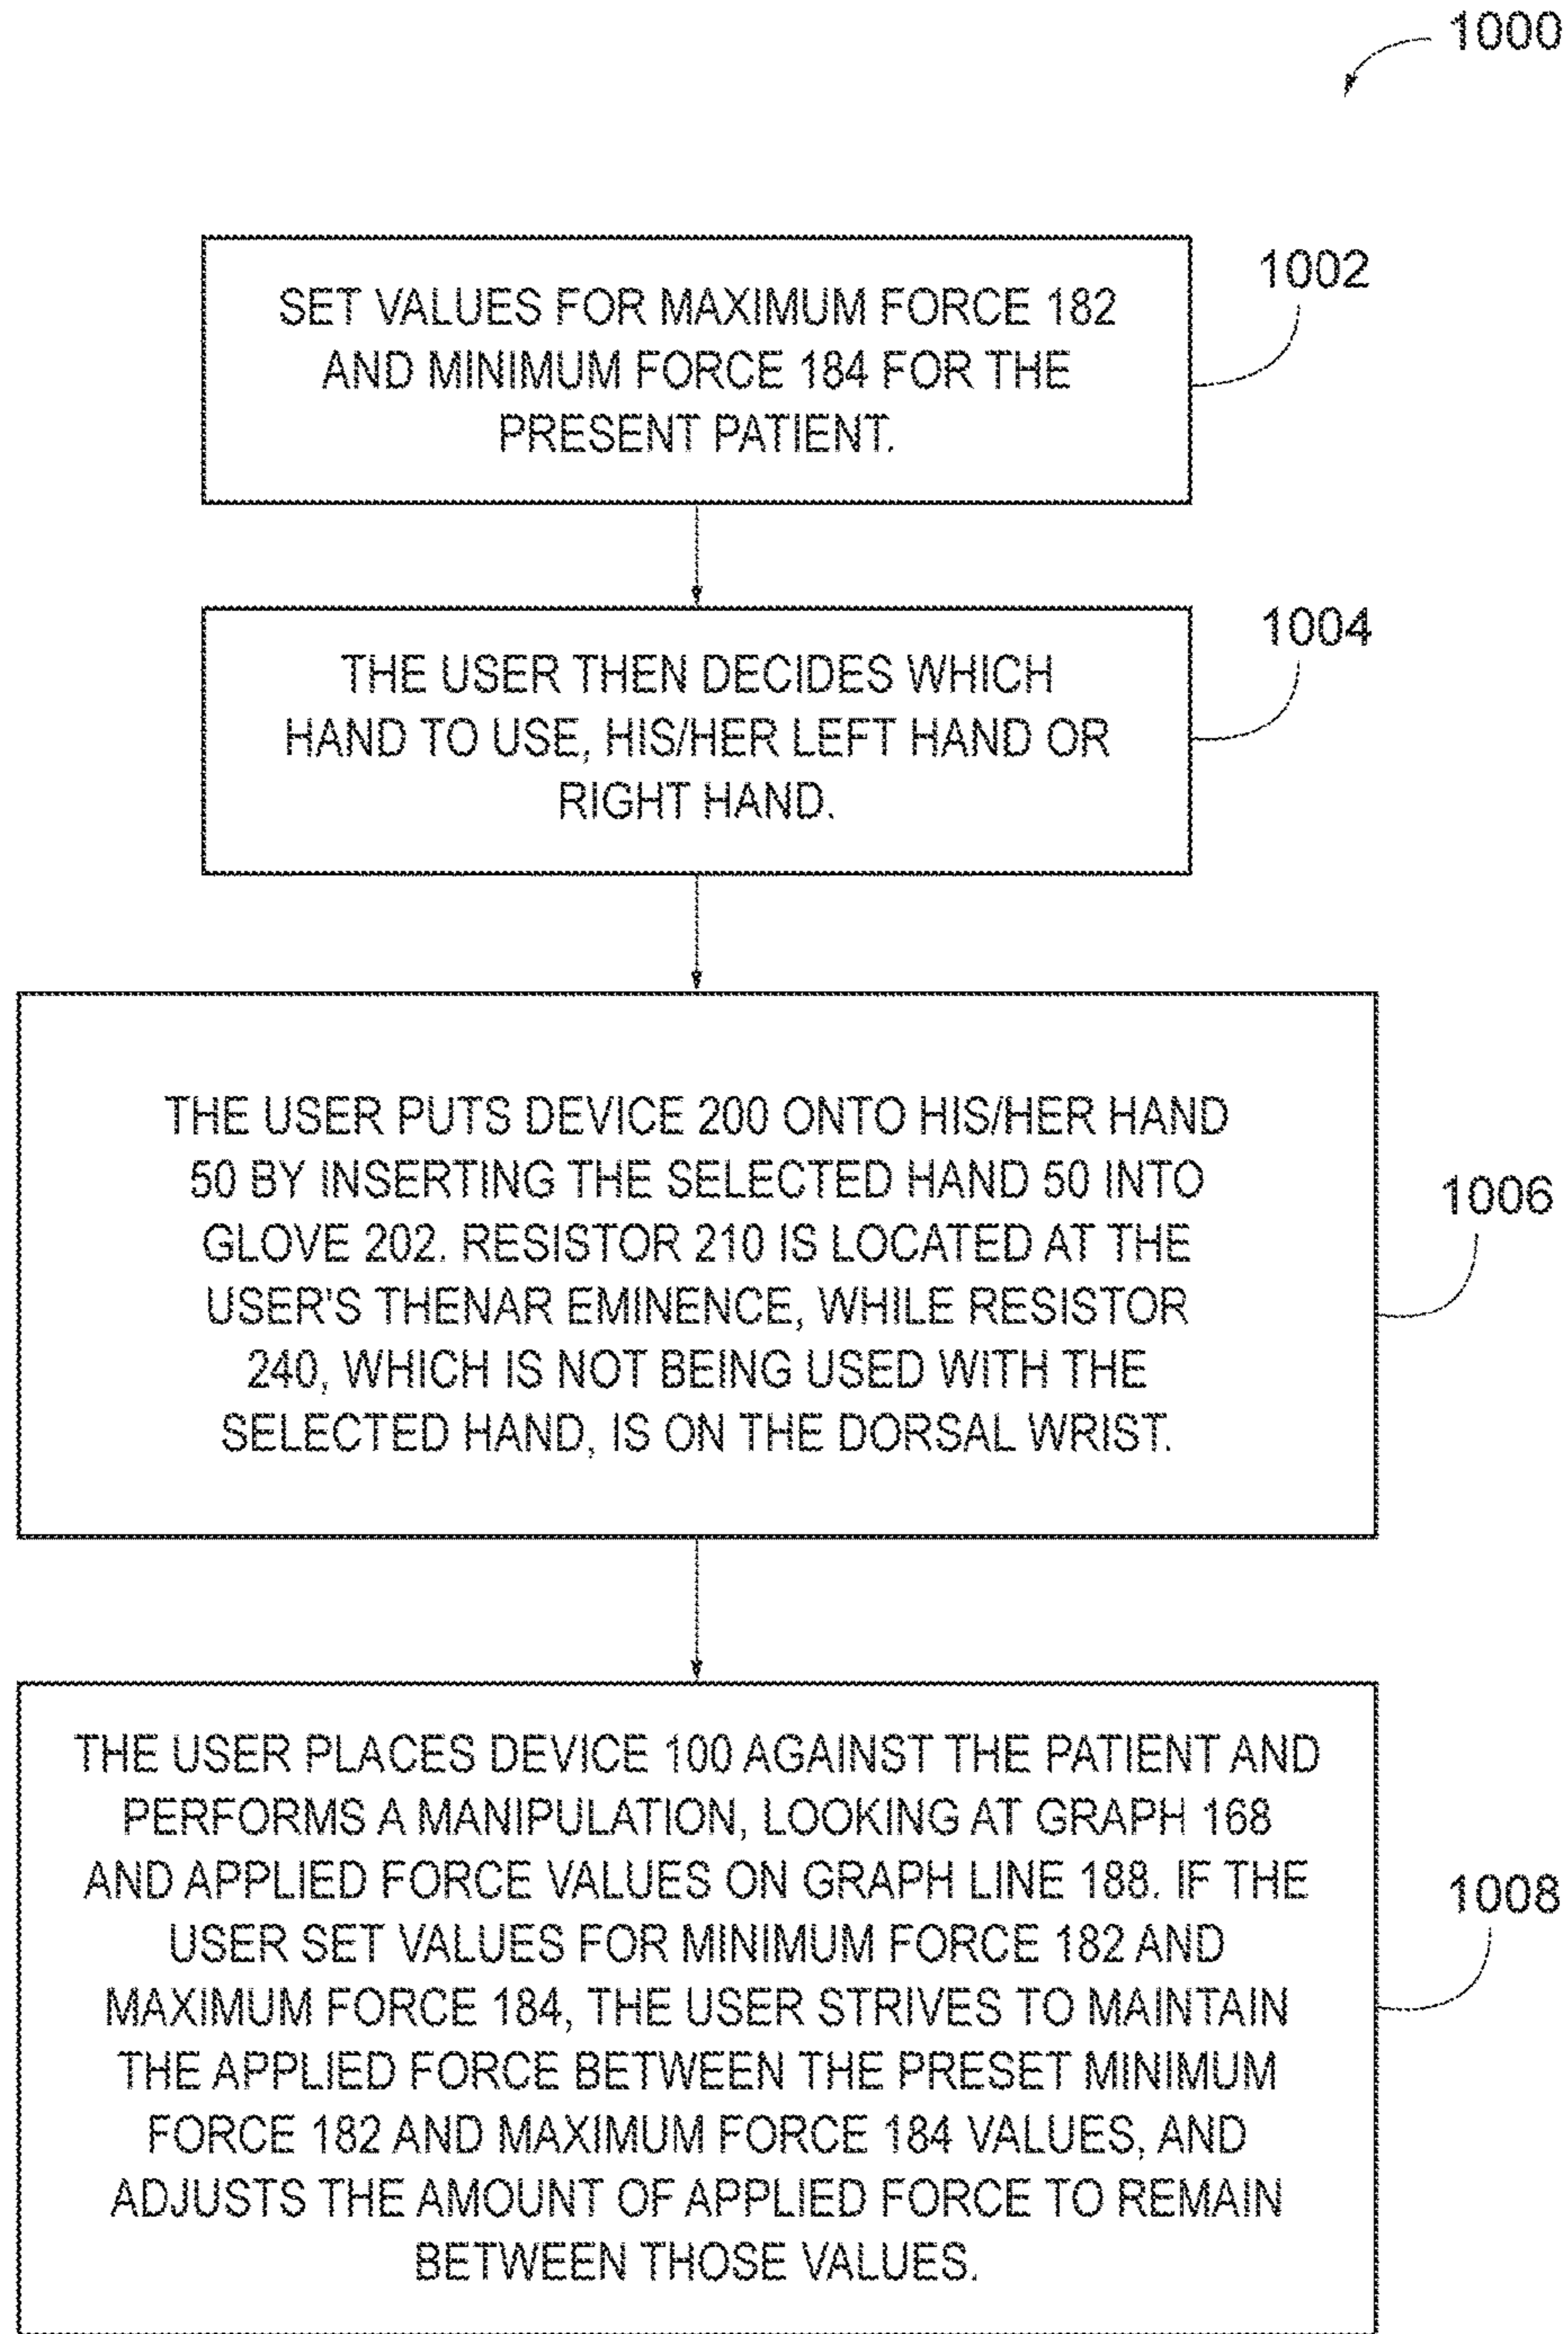 1000
SET VALUES FOR MAXIMUM FORCE 182
AND MINIMUM FORCE 184 FOR THE
PRESENT PATIENT.
1002
THE USER THEN DECIDES WHICH
HAND TO USE, HIS/HER LEFT HAND OR
RIGHT HAND.
1004
THE USER PUTS DEVICE 200 ONTO HIS/HER HAND
50 BY INSERTING THE SELECTED HAND 50 INTO
GLOVE 202. RESISTOR 210 IS LOCATED AT THE
USER'S THENAR EMINENCE, WHILE RESISTOR
240, WHICH IS NOT BEING USED WITH THE
SELECTED HAND, IS ON THE DORSAL WRIST.
1006
THE USER PLACES DEVICE 100 AGAINST THE PATIENT AND
PERFORMS A MANIPULATION, LOOKING AT GRAPH 168
AND APPLIED FORCE VALUES ON GRAPH LINE 188. IF THE
USER SET VALUES FOR MINIMUM FORCE 182 AND
MAXIMUM FORCE 184, THE USER STRIVES TO MAINTAIN
THE APPLIED FORCE BETWEEN THE PRESET MINIMUM
FORCE 182 AND MAXIMUM FORCE 184 VALUES, AND
ADJUSTS THE AMOUNT OF APPLIED FORCE TO REMAIN
BETWEEN THOSE VALUES.
1008